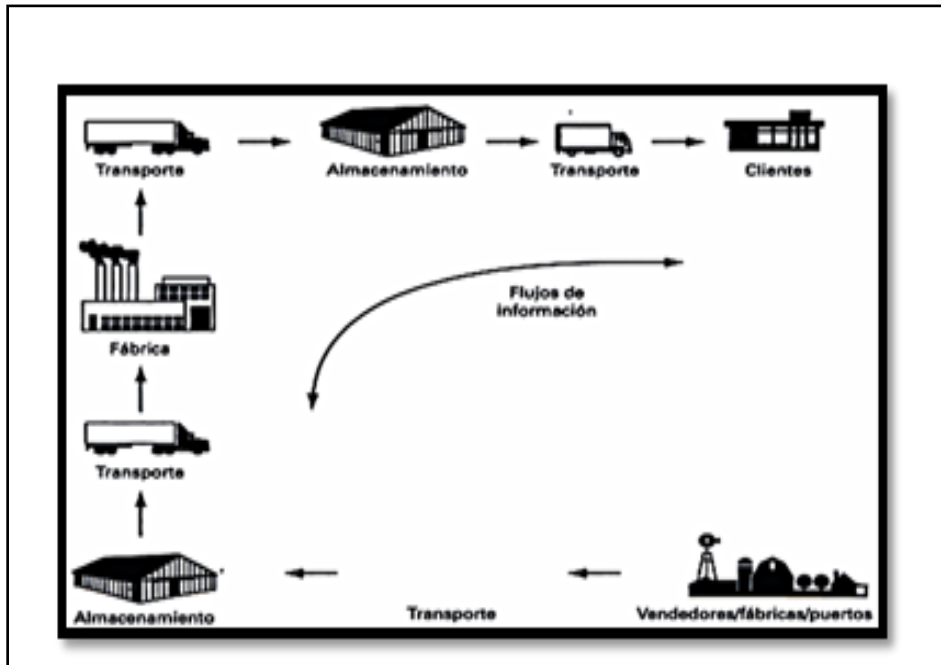 Transporte
Almacenamiento
Transporte
Clientes
Flujos de
información
Fábrica
Transporte
Almacenamiento
Transporte
Vendedores/fábricas/puertos